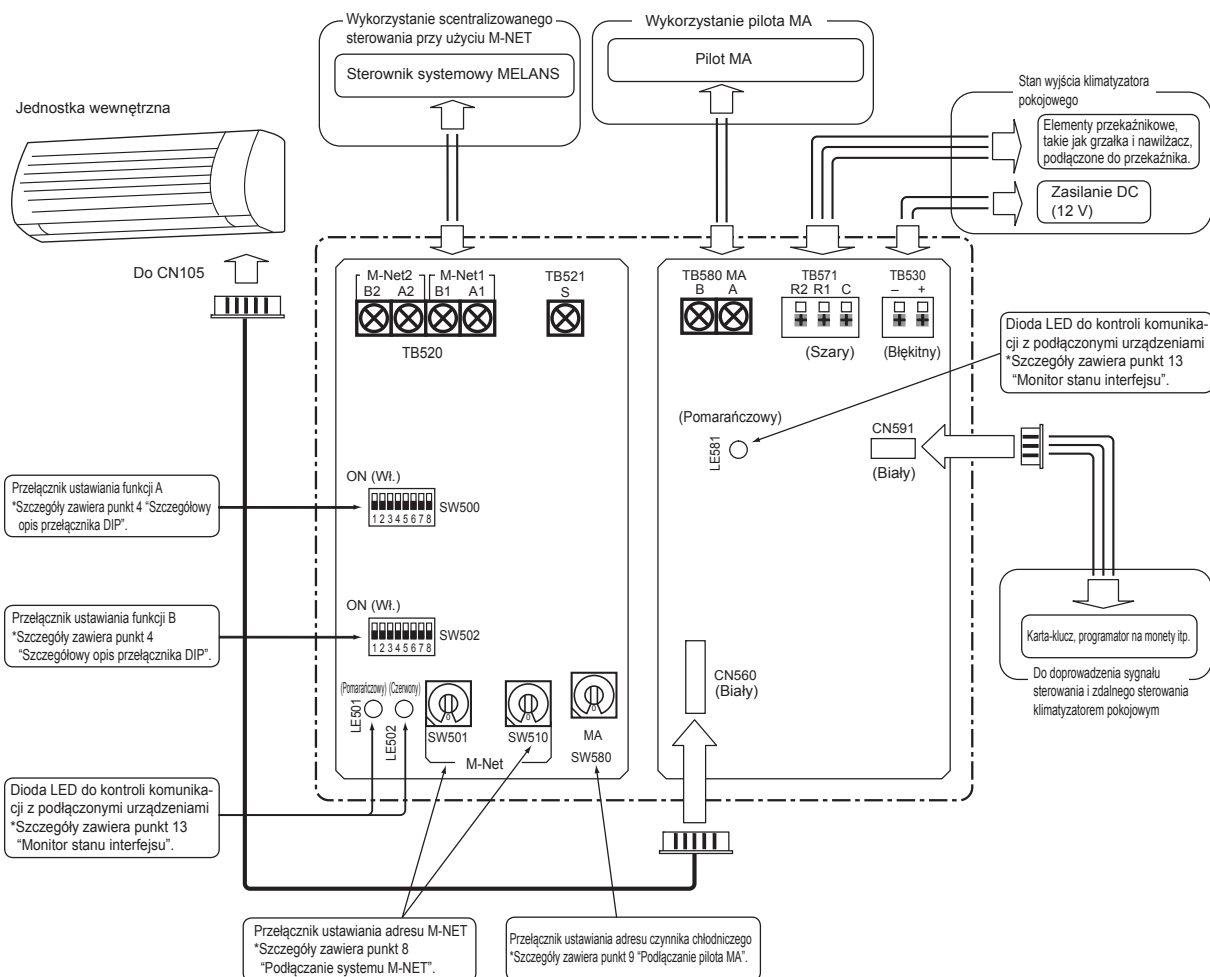 Wykorzystanie scentralizowanego
sterowania przy użyciu M-NET
Sterownik systemowy MELANS
Wykorzystanie pilota MA
Pilot MA
Stan wyjścia klimatyzatora
pokojowego
Elementy przekaźnikowe,
takie jak grzałka i nawilżacz,
podłączone do przekaźnika.
Zasilanie DC
(12 V)
Jednostka wewnętrzna
Do CN105
M-Net2 M-Net1
B2 A2 B1 A1
TB520
TB521
S
TB580 MA
B A
TB571
R2 R1 C
(Szary)
TB530
– +
(Błękitny)
Dioda LED do kontroli komunika-
cji z podłączonymi urządzeniami
*Szczegóły zawiera punkt 13
“Monitor stanu interfejsu”.
(Pomarańczowy)
LE581
CN591
(Biały)
ON (Wł.)
1 2 3 4 5 6 7 8
SW500
Przełącznik ustawiania funkcji A
*Szczegóły zawiera punkt 4 “Szczegółowy
opis przełącznika DIP”.
ON (Wł.)
1 2 3 4 5 6 7 8
SW502
Przełącznik ustawiania funkcji B
*Szczegóły zawiera punkt 4
“Szczegółowy opis przełącznika DIP”.
Karta-klucz, programator na monety itp.
Do doprowadzenia sygnału
sterowania i zdalnego sterowania
klimatyzatorem pokojowym
CN560
(Biały)
(Pomarańczowy) (Czerwony)
LE501
LE502
0
SW501
0
SW510
M-Net
0
MA
SW580
Dioda LED do kontroli komunika-
cji z podłączonymi urządzeniami
*Szczegóły zawiera punkt 13
“Monitor stanu interfejsu”.
Przełącznik ustawiania adresu M-NET
*Szczegóły zawiera punkt 8
“Podłączanie systemu M-NET”.
Przełącznik ustawiania adresu czynnika chłodniczego
*Szczegóły zawiera punkt 9 “Podłączanie pilota MA”.